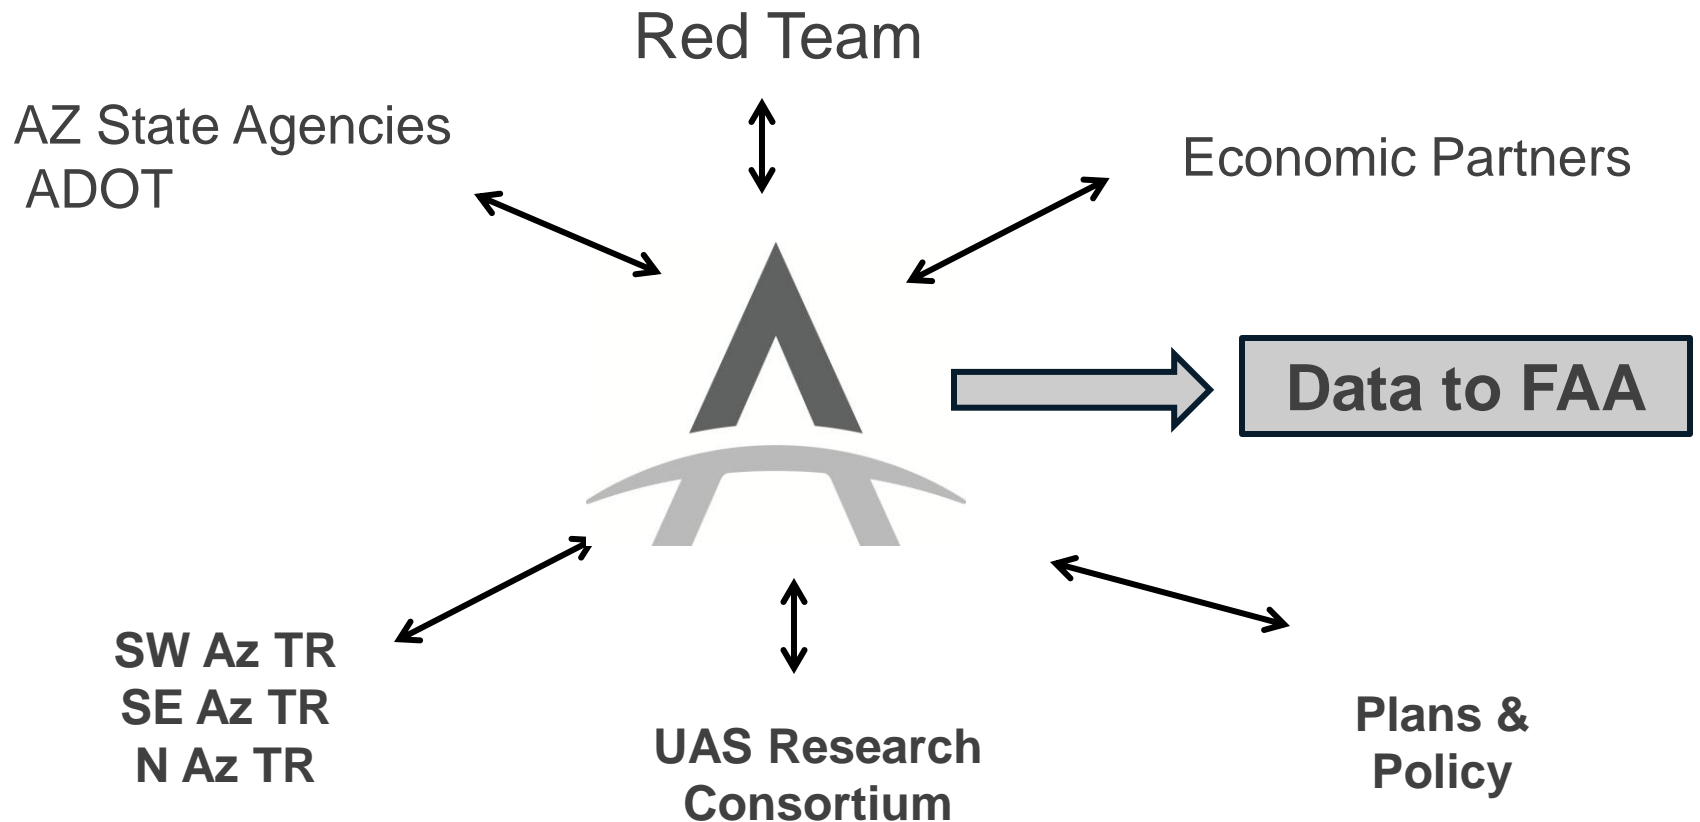 Red Team
AZ State Agencies
ADOT
Economic Partners
Data to FAA
SW Az TR
SE Az TR
N Az TR
UAS Research
Consortium
Plans &
Policy